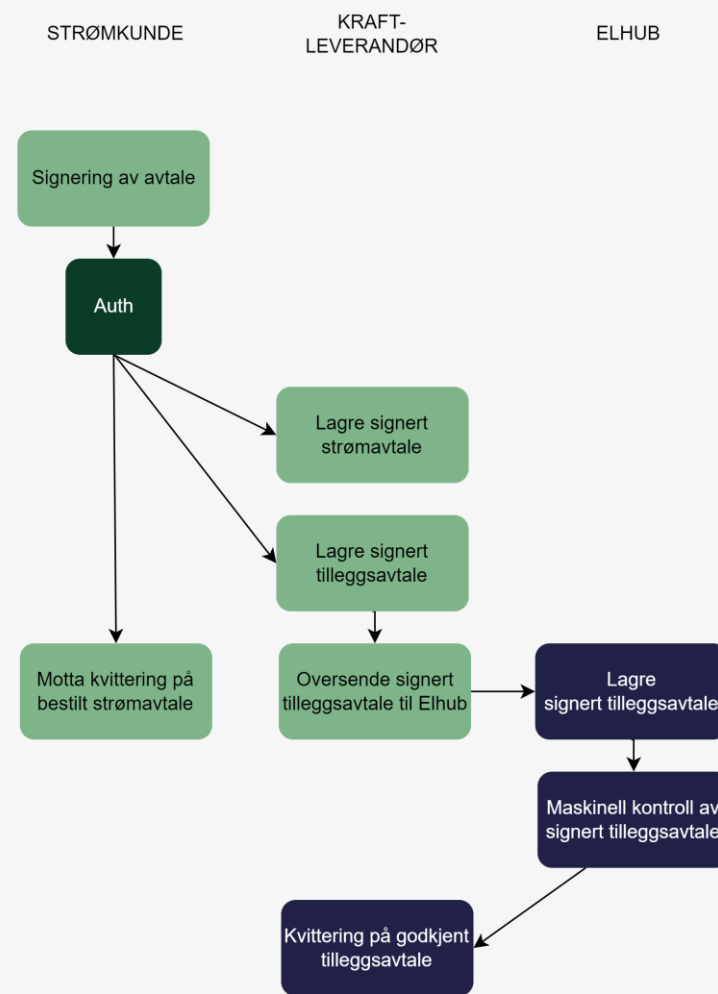 STRØMKUNDE
KRAFT-
LEVERANDØR
ELHUB
Signering av avtale
Auth
Lagre signert
strømavtale
Lagre signert
tilleggsavtale
Motta kvittering på
bestilt strømavtale
Oversende signert
tilleggsavtale til Elhub
Lagre
signert tilleggsavtale
Maskinell kontroll av
signert tilleggsavtale
Kvittering på godkjent
tilleggsavtale